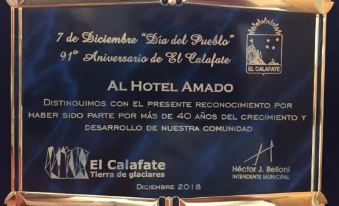 7 de Diciembre "Día del Pueblo"
91° Aniversario de El Calafate
EL CALAFATE
AL HOTEL AMADO
DISTINGUIMOS CON EL PRESENTE RECONOCIMIENTO POR
HABER SIDO PARTE POR MÁS DE 40 AÑOS DEL CRECIMIENTO Y
DESARROLLO DE NUESTRA COMUNIDAD
El Calafate
Tierra de glaciares
Héctor J. Belloni
INTENDENTE MUNICIPAL
DICIEMBRE 2018